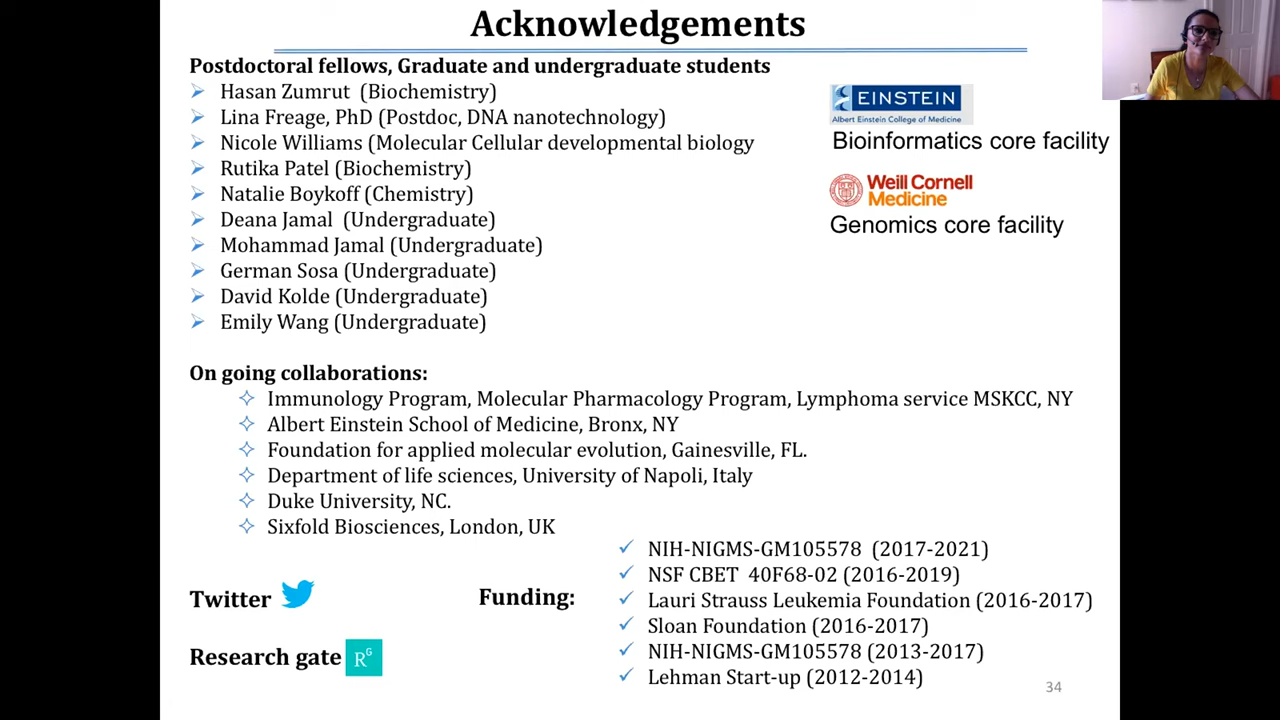 Acknowledgements
Postdoctoral fellows, Graduate and undergraduate students
Hasan Zumrut (Biochemistry)
Lina Freage, PhD (Postdoc, DNA nanotechnology)
Nicole Williams (Molecular Cellular developmental biology
Rutika Patel (Biochemistry)
Natalie Boykoff (Chemistry)
Deana Jamal (Undergraduate)
Mohammad Jamal (Undergraduate)
German Sosa (Undergraduate)
David Kolde (Undergraduate)
Emily Wang (Undergraduate)
EINSTEIN
Albert Einstein College of Medicine
Bioinformatics core facility
Weill Cornell
Medicine
Genomics core facility
On going collaborations:
Immunology Program, Molecular Pharmacology Program, Lymphoma service MSKCC, NY
Albert Einstein School of Medicine, Bronx, NY
Foundation for applied molecular evolution, Gainesville, FL.
Department of life sciences, University of Napoli, Italy
Duke University, NC.
Sixfold Biosciences, London, UK
Twitter
Research gate
RG
Funding:
NIH-NIGMS-GM105578 (2017-2021)
NSF CBET 40F68-02 (2016-2019)
Lauri Strauss Leukemia Foundation (2016-2017)
Sloan Foundation (2016-2017)
NIH-NIGMS-GM105578 (2013-2017)
Lehman Start-up (2012-2014)
34